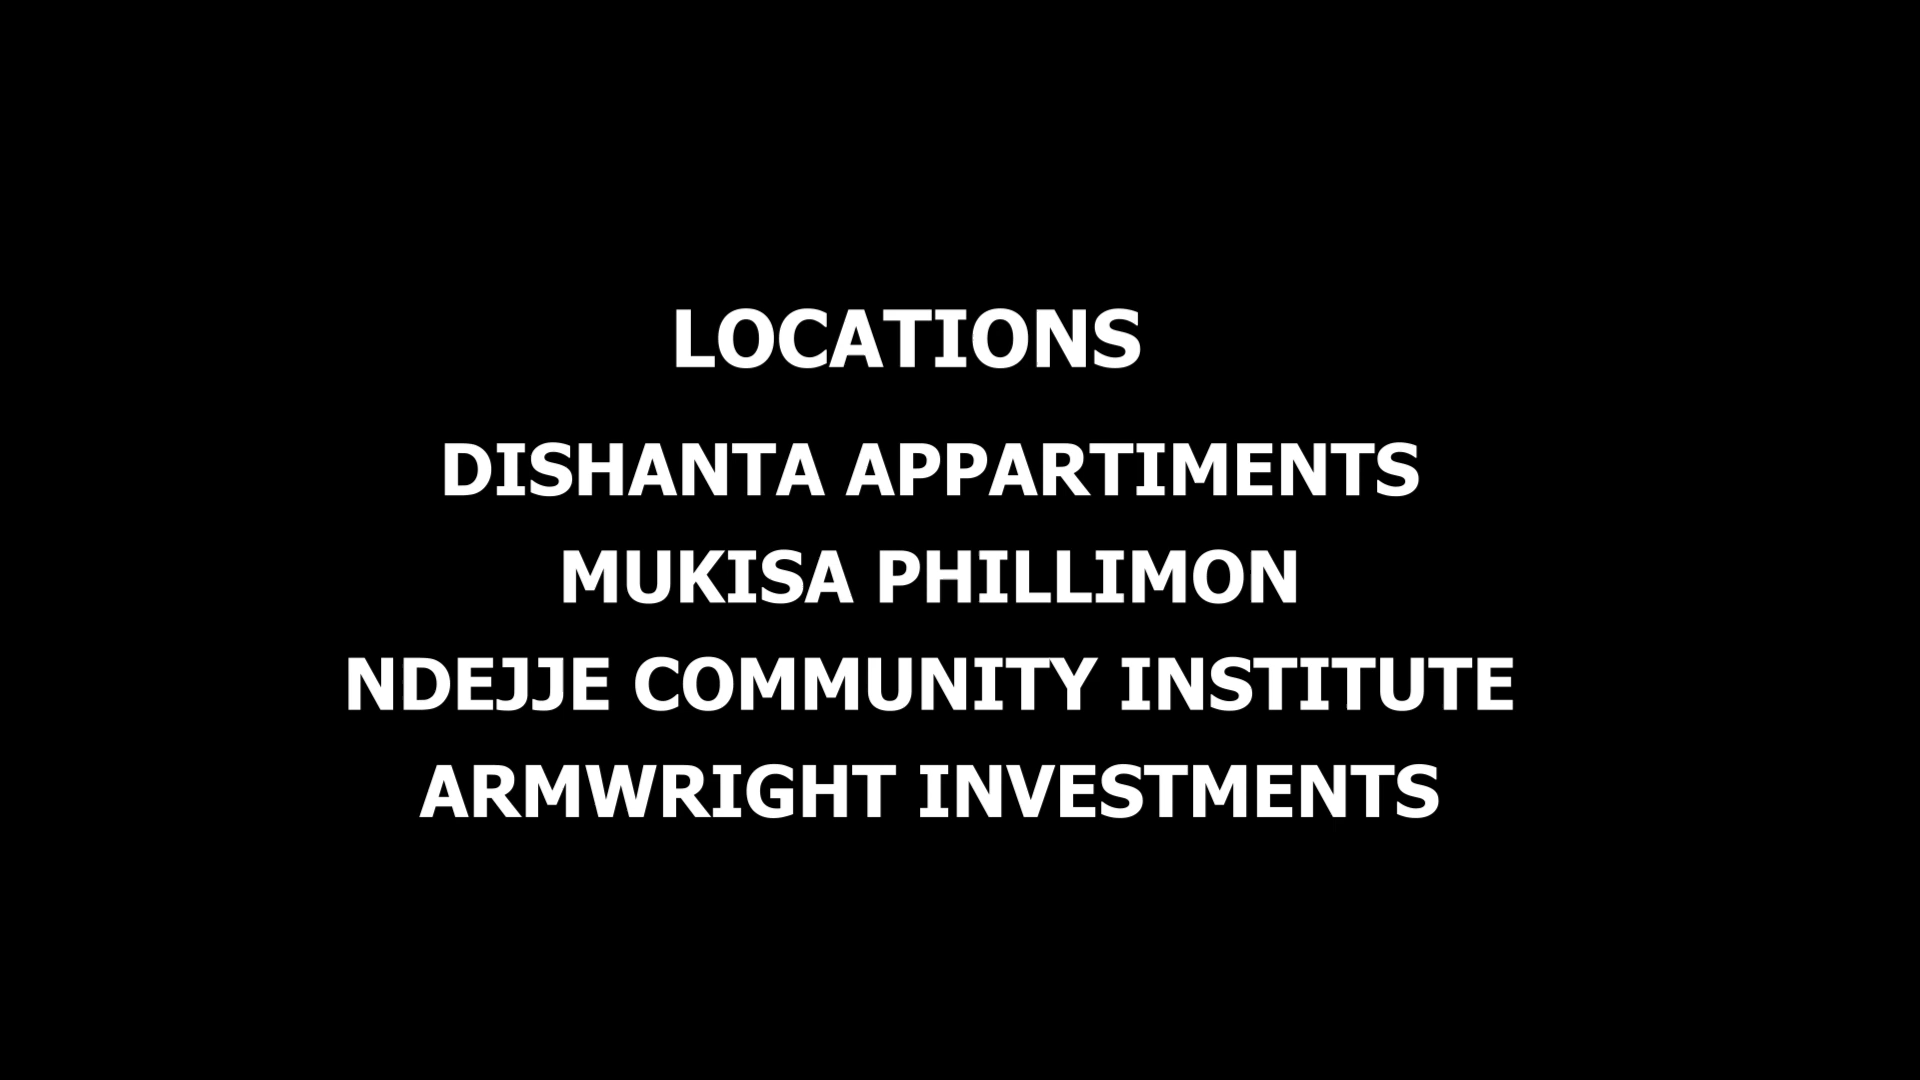 LOCATIONS
DISHANTA APPARTIMENTS
MUKISA PHILLIMON
NDEJJE COMMUNITY INSTITUTE
ARMWRIGHT INVESTMENTS